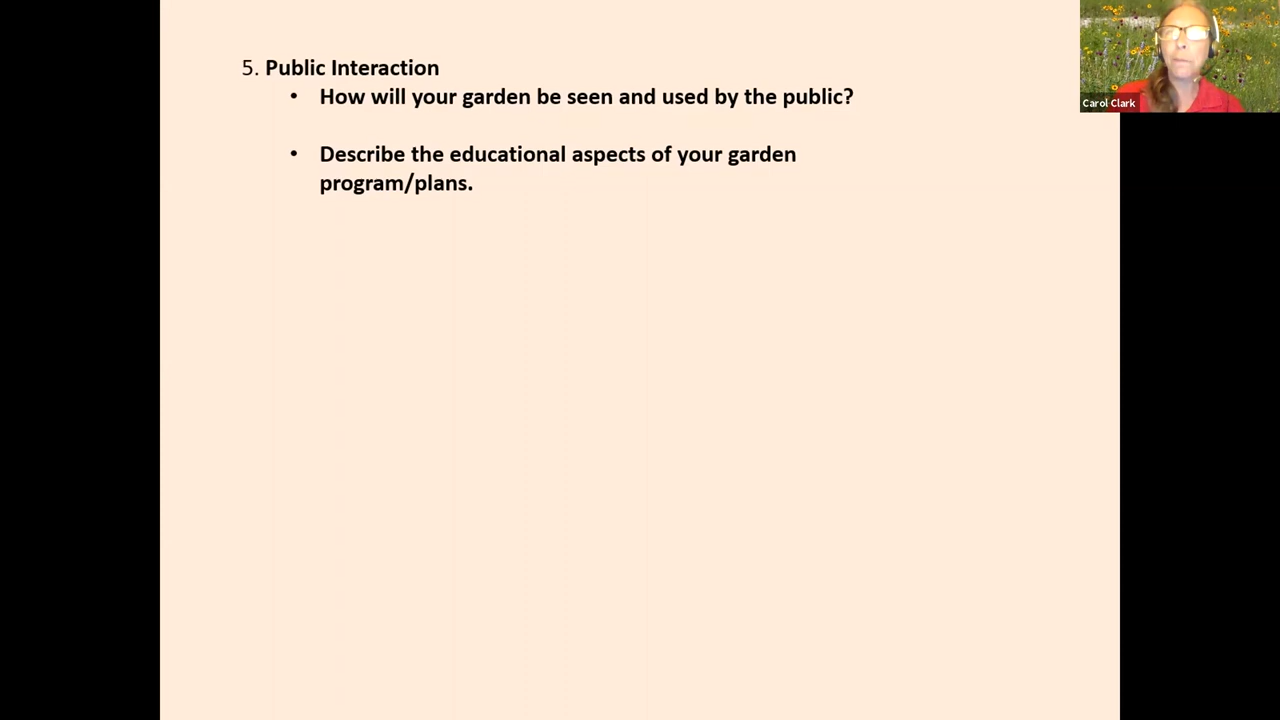 5. Public Interaction
• How will your garden be seen and used by the public?
• Describe the educational aspects of your garden
program/plans.
Carol Clark